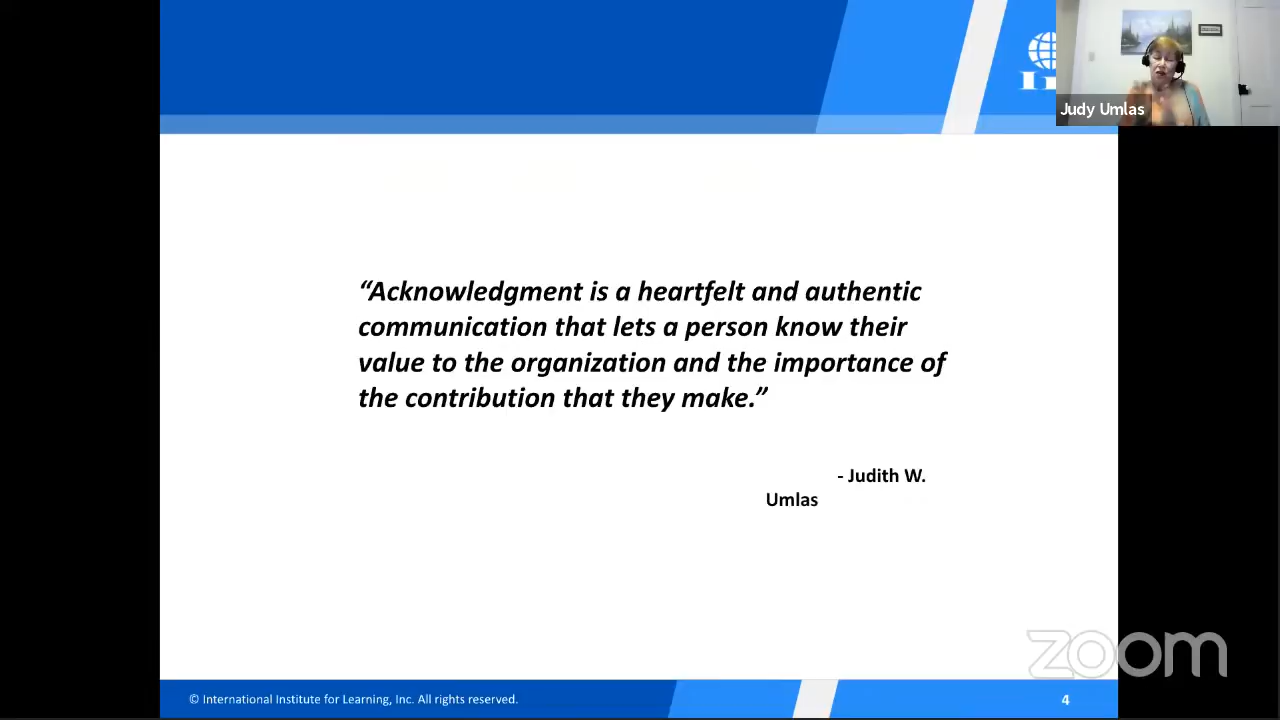 Judy Umlas
“Acknowledgment is a heartfelt and authentic
communication that lets a person know their
value to the organization and the importance of
the contribution that they make.”
- Judith W.
Umlas
zoom
© International Institute for Learning, Inc. All rights reserved.
4